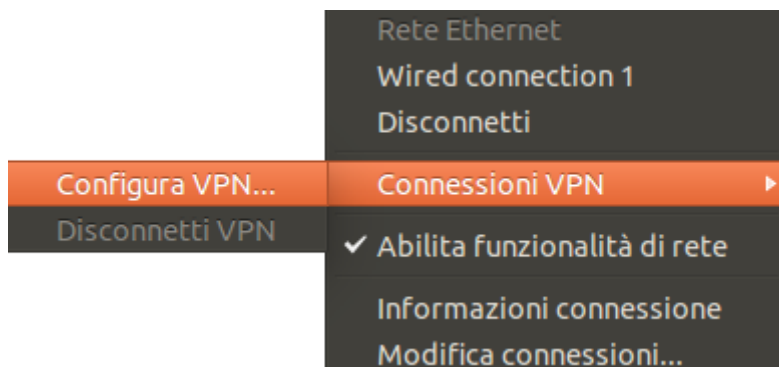 Rete Ethernet
Wired connection 1
Disconnetti
Connessioni VPN
Configura VPN...
Disconnetti VPN
Abilita funzionalità di rete
Informazioni connessione
Modifica connessioni...